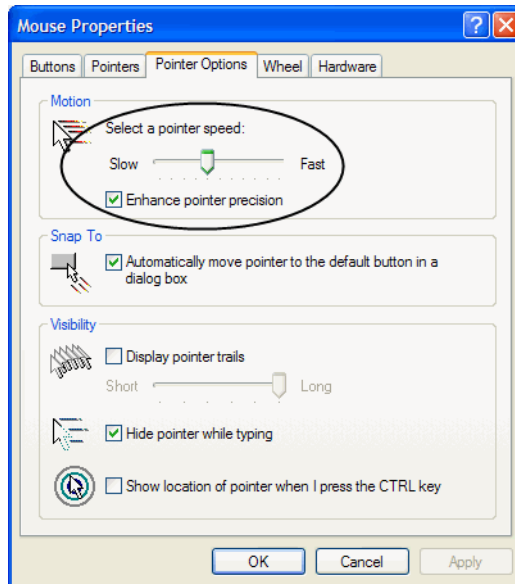 Mouse Properties
Buttons Pointers Pointer Options Wheel Hardware
Motion
Select a pointer speed:
Slow Fast
Enhance pointer precision
Snap To
Automatically move pointer to the default button in a
dialog box
Visibility
Display pointer trails
Short Long
Hide pointer while typing
Show location of pointer when I press the CTRL key
OK Cancel Apply